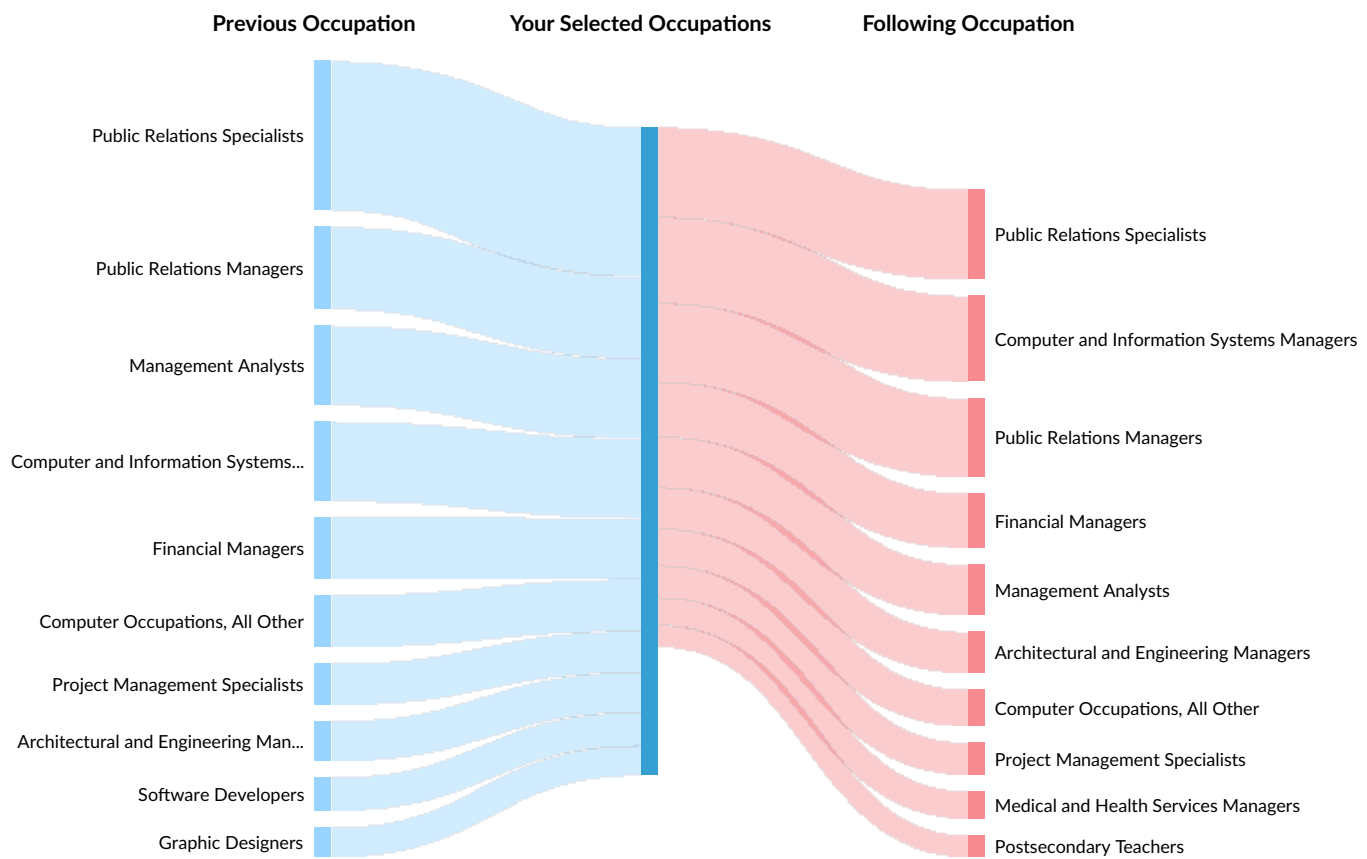 Previous Occupation
Your Selected Occupations
Following Occupation
Public Relations Specialists
Public Relations Managers
Management Analysts
Computer and Information Systems...
Financial Managers
Computer Occupations, All Other
Project Management Specialists
Architectural and Engineering Man...
Software Developers
Graphic Designers
Public Relations Specialists
Computer and Information Systems Managers
Public Relations Managers
Financial Managers
Management Analysts
Architectural and Engineering Managers
Computer Occupations, All Other
Project Management Specialists
Medical and Health Services Managers
Postsecondary Teachers